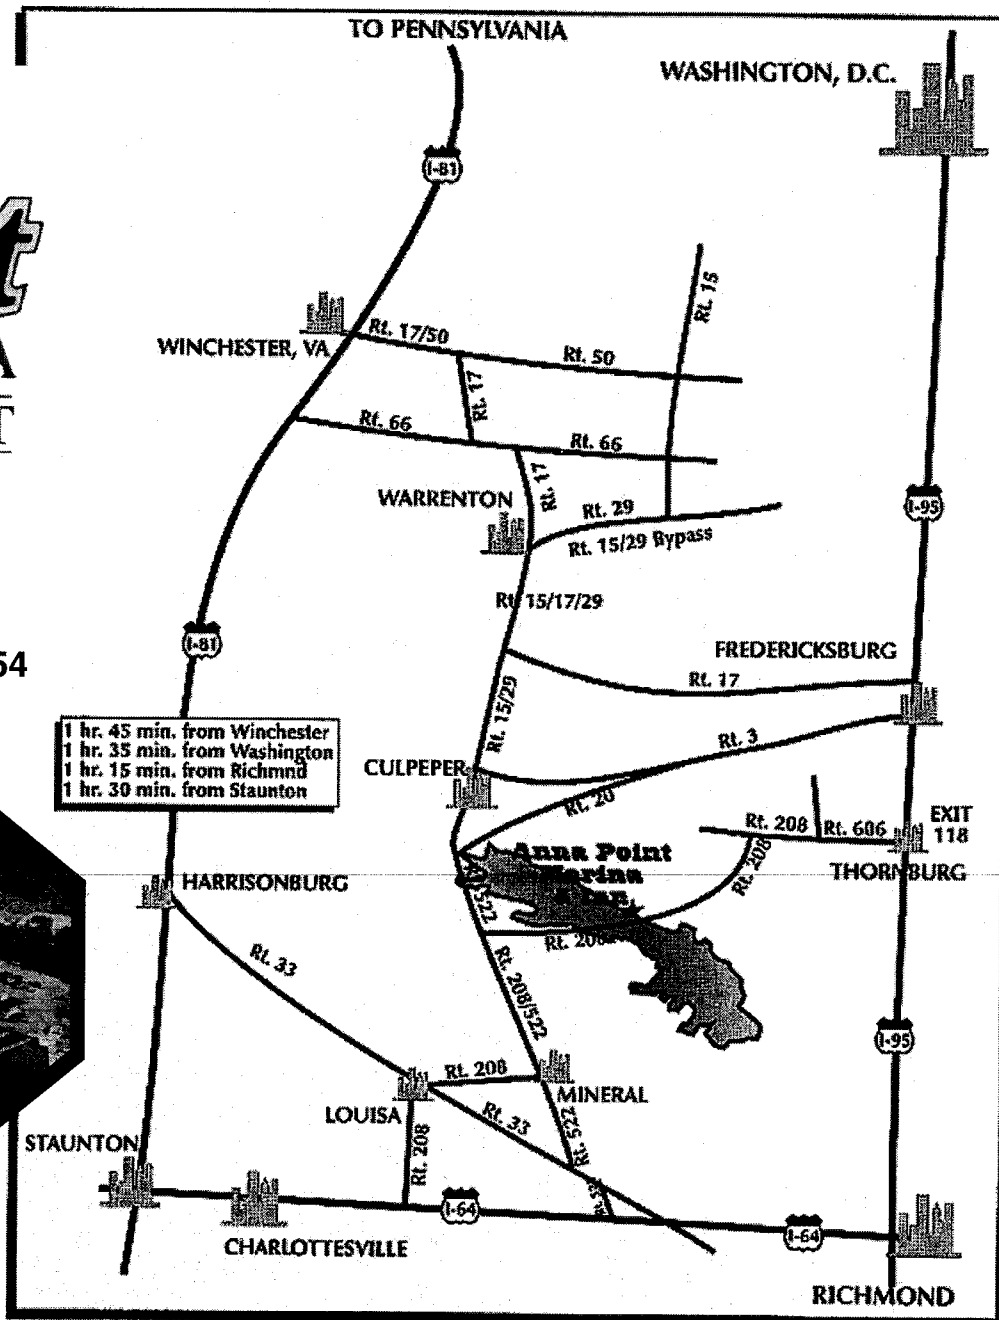 TO PENNSYLVANIA
WASHINGTON, D.C.
I-81
Rt. 15
Rt. 17/50
WINCHESTER, VA
Rt. 50
Rt. 17
Rt. 66
Rt. 66
WARRENTON
Rt. 17
Rt. 29
I-95
Rt. 15/29 Bypass
Rt 15/17/29
I-81
54
FREDERICKSBURG
Rt. 17
Rt. 15/29
1 hr. 45 min. from Winchester
1 hr. 35 min. from Washington
1 hr. 15 min. from Richmnd
1 hr. 30 min. from Staunton
CULPEPER
Rt. 3
Rt. 20
Rt. 208
Rt. 606
EXIT
118
THORNBURG
Anna Point
Marina
Rt. 208
HARRISONBURG
522
Rt. 208
Rt. 33
Rt. 208/522
I-95
Rt. 208
MINERAL
LOUISA
Rt. 33
Rt. 522
STAUNTON
Rt. 208
I-64
I-64
CHARLOTTESVILLE
RICHMOND